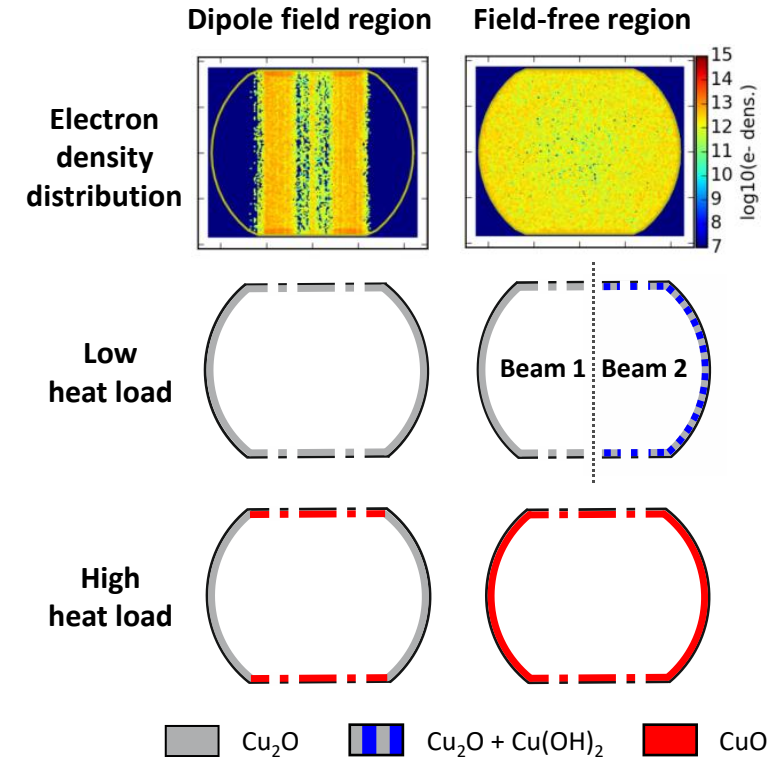 Dipole field region
Field-free region
Electron
density
distribution
15
14
13
12
11
10
9
8
7
log10(e- dens.)
Low
heat load
Beam 1
Beam 2
High
heat load
Cu₂O
Cu₂O + Cu(OH)₂
CuO